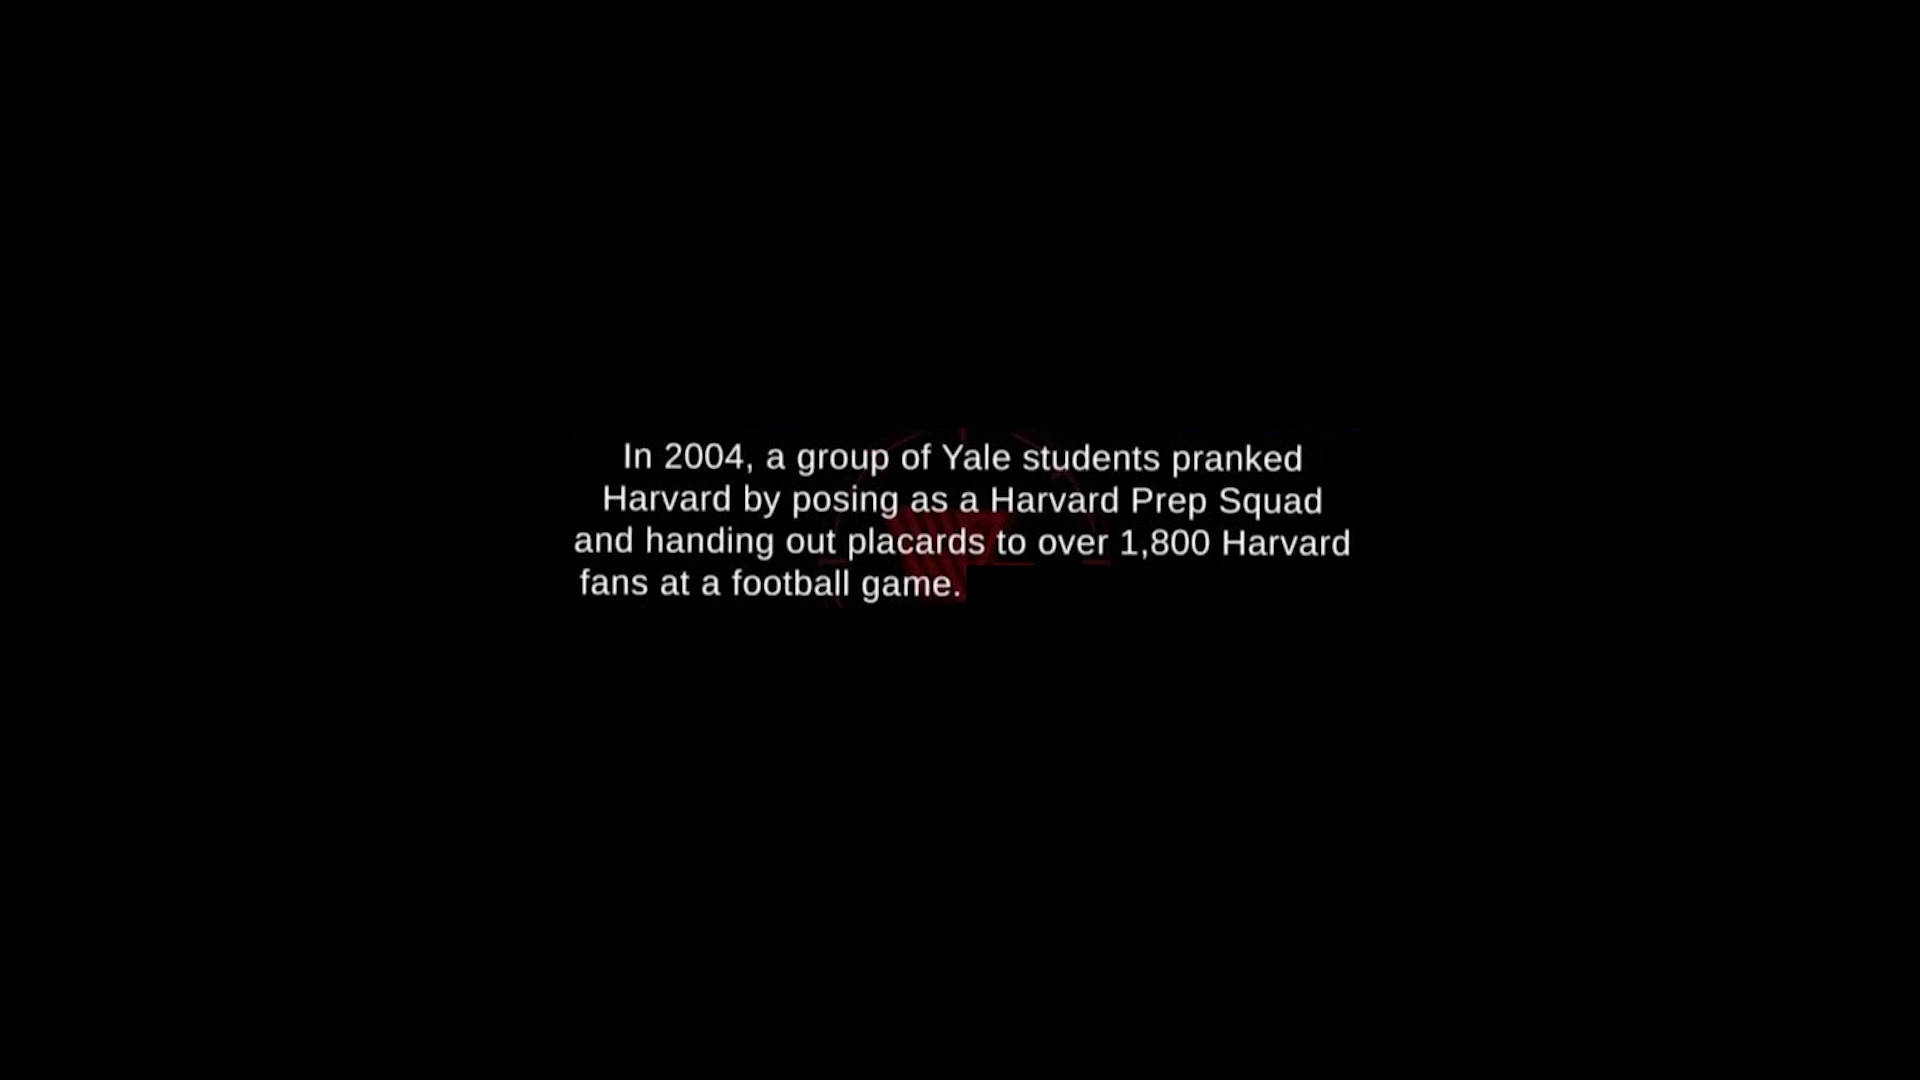 In 2004, a group of Yale students pranked
Harvard by posing as a Harvard Prep Squad
and handing out placards to over 1,800 Harvard
fans at a football game.